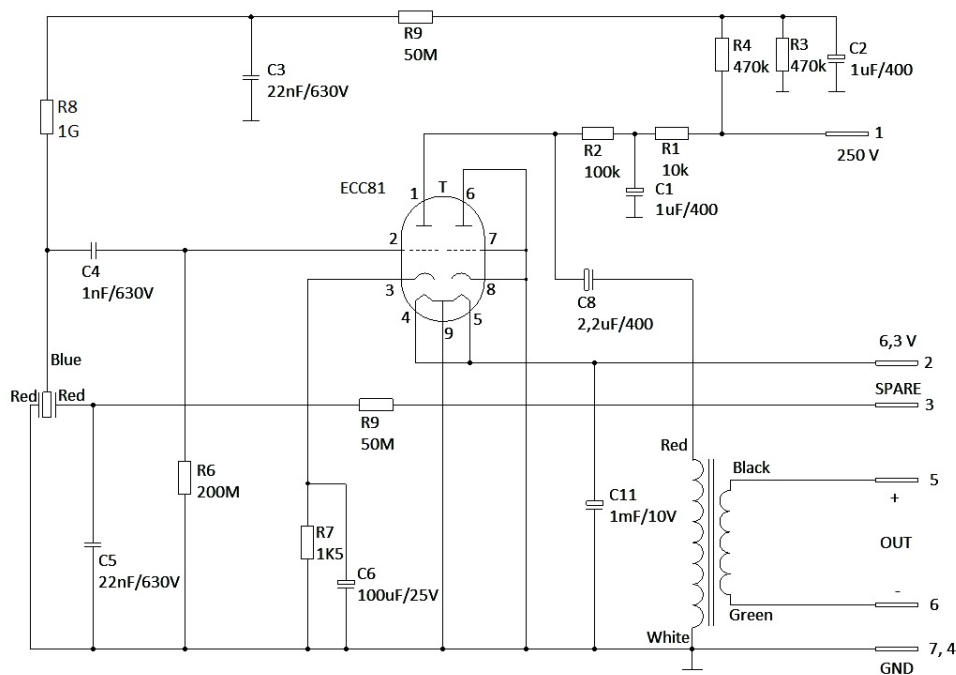 R9
50M
R4
470k
R3
470k
C2
1uF/400
C3
22nF/630V
R8
1G
R2
100k
R1
10k
1
250 V
C1
1uF/400
ECC81
1
T
6
2
7
3
8
4
9
5
C4
1nF/630V
C8
2,2uF/400
6,3 V
2
Blue
Red
Red
SPARE
3
R9
50M
R6
200M
Red
Black
5
+
C11
1mF/10V
R7
1K5
OUT
C5
22nF/630V
C6
100uF/25V
-
6
Green
White
7, 4
GND